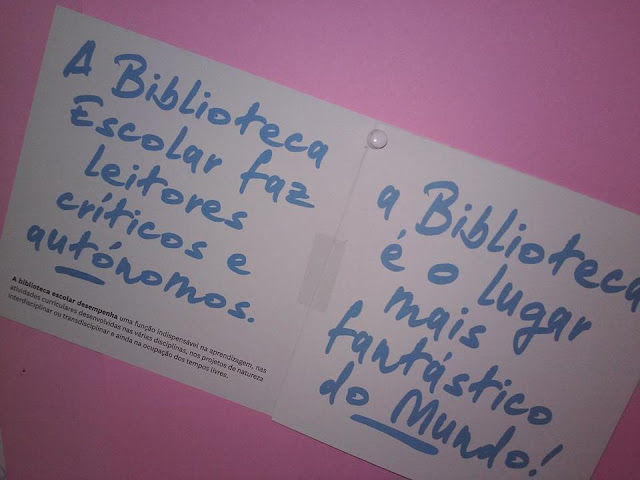 A Biblioteca
Escolar faz
leitores
críticos e
autónomos.
A biblioteca escolar desempenha uma função indispensável na aprendizagem, nas
atividades curriculares desenvolvidas nas várias disciplinas, nos projetos de natureza
interdisciplinar ou transdisciplinar e ainda na ocupação dos tempos livres.
a Biblioteca
é o lugar
mais
fantástico
do Mundo!